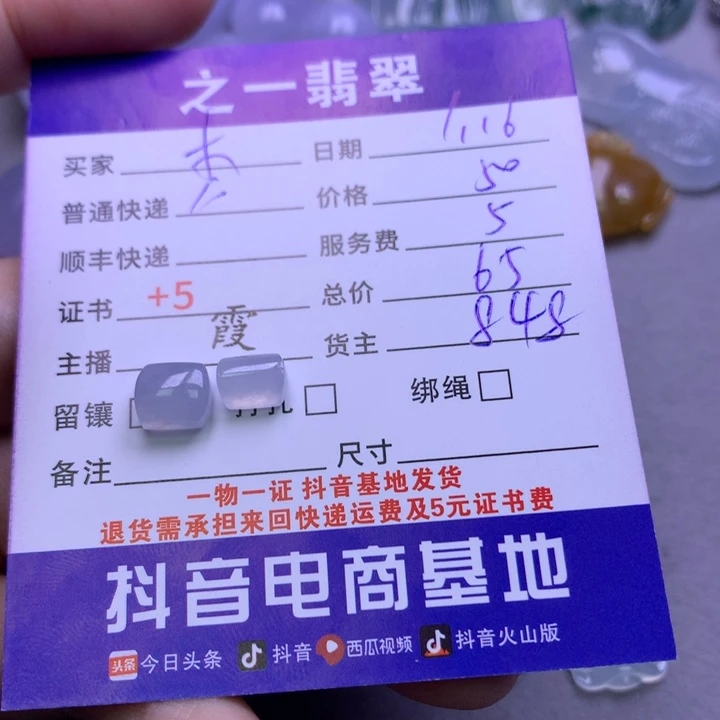 之一翡翠
买家 日期 1,16
普通快递 价格 50
顺丰快递 服务费 5
证书 +5 总价 65
主播 霞 货主 848
留镶 打孔 绑绳
备注 尺寸
一物一证 抖音基地发货
退货需承担来回快递运费及5元证书费
抖音电商基地
头条 今日头条 抖音 西瓜视频 抖音火山版